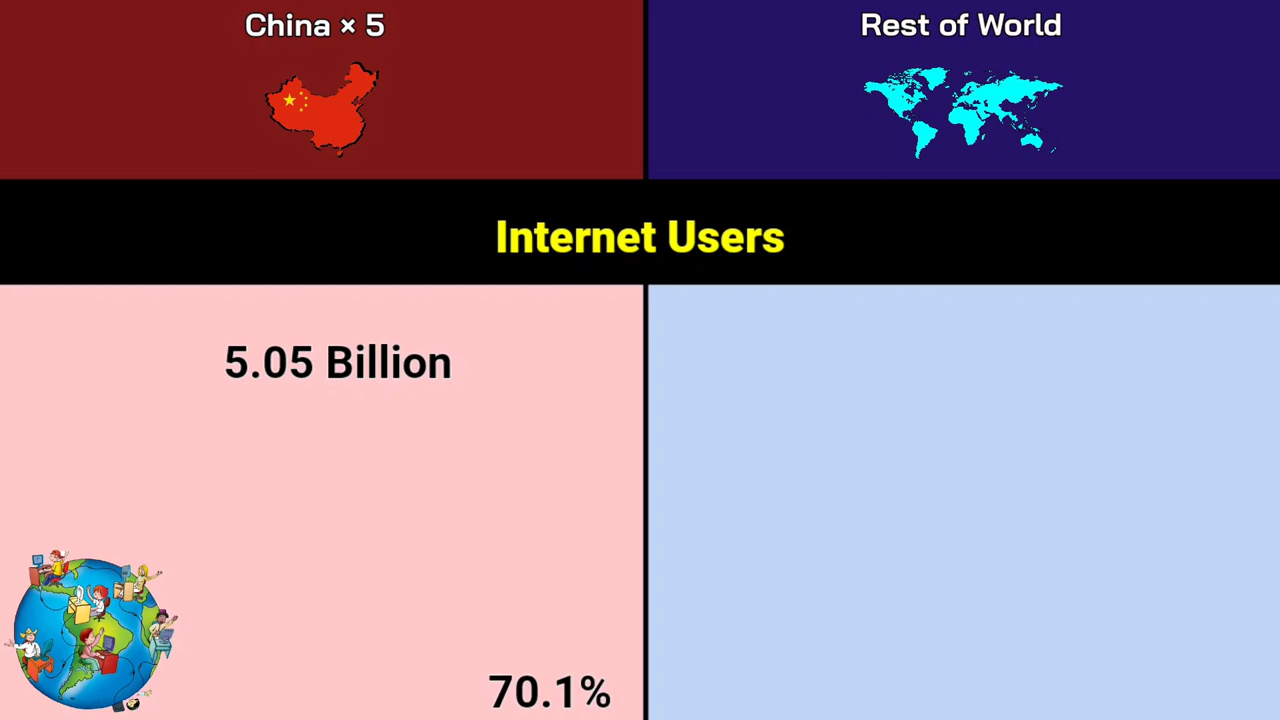 China × 5
Rest of World
Internet Users
5.05 Billion
70.1%